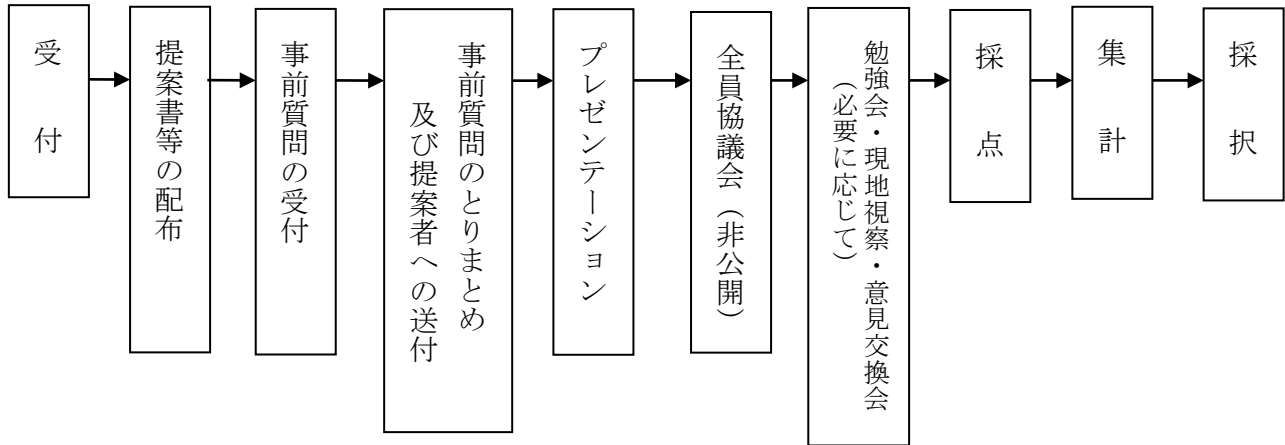 受付
提案書等の配布
事前質問の受付
事前質問のとりまとめ
及び提案者への送付
プレゼンテーション
全員協議会（非公開）
勉強会・現地視察・意見交換会
（必要に応じて）
採点
集計
採択